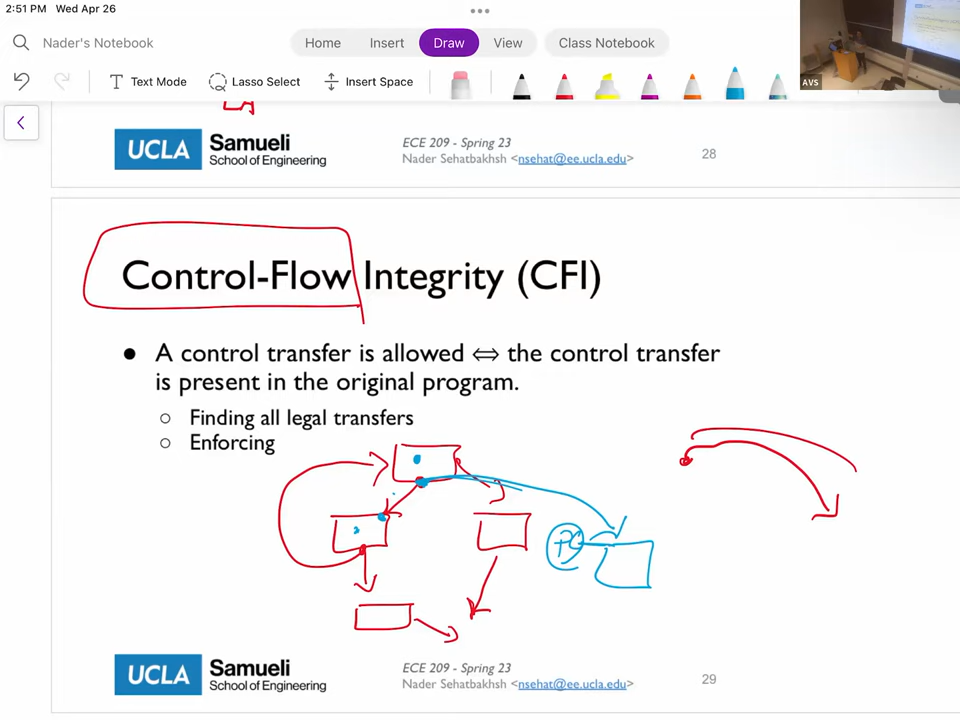 2:51 PM Wed Apr 26
Nader's Notebook
Home Insert Draw View Class Notebook
Text Mode Lasso Select Insert Space
AVS
UCLA Samueli School of Engineering
ECE 209 - Spring 23
Nader Sehatbakhsh <nsehat@ee.ucla.edu>
28
Control-Flow Integrity (CFI)
● A control transfer is allowed ⟺ the control transfer
is present in the original program.
○ Finding all legal transfers
○ Enforcing
PC
UCLA Samueli School of Engineering
ECE 209 - Spring 23
Nader Sehatbakhsh <nsehat@ee.ucla.edu>
29